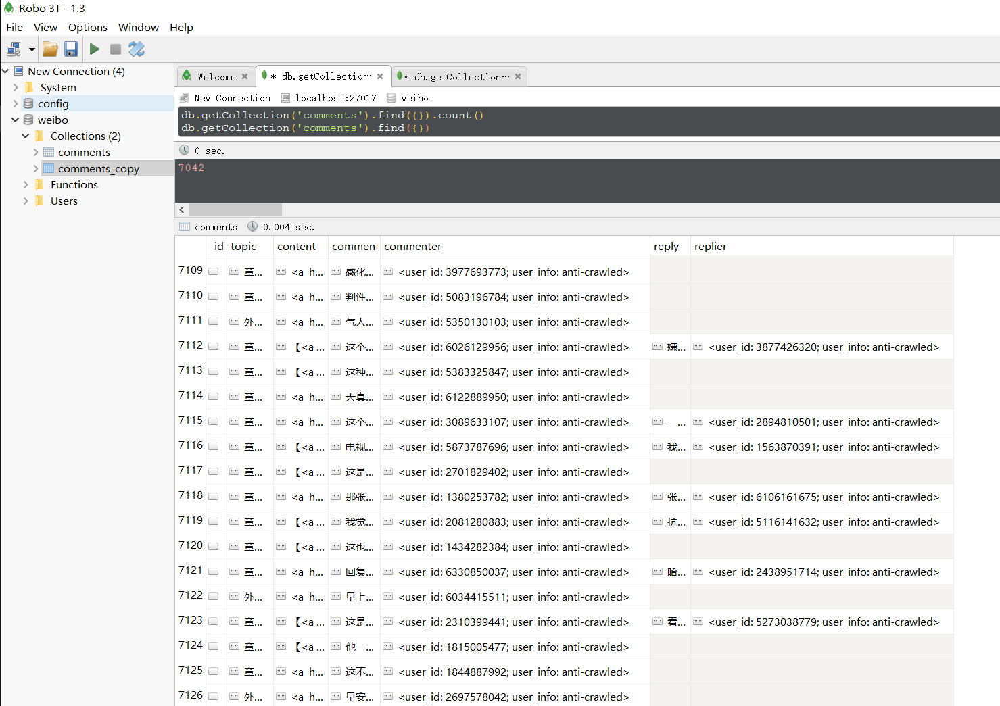 Robo 3T - 1.3
File View Options Window Help
New Connection (4)
System
config
weibo
Collections (2)
comments
comments_copy
Functions
Users
Welcome
* db.getCollectio...
* db.getCollection...
New Connection localhost:27017 weibo
db.getCollection('comments').find({}).count()
db.getCollection('comments').find({})
0 sec.
7042
comments 0.004 sec.
id topic content comment commenter reply replier
7109 "" 章... "" <a h... "" 感化... "" <user_id: 3977693773; user_info: anti-crawled>
7110 "" 章... "" <a h... "" 判性... "" <user_id: 5083196784; user_info: anti-crawled>
7111 "" 外... "" <a h... "" 气人... "" <user_id: 5350130103; user_info: anti-crawled>
7112 "" 章... "" 【<a ... "" 这个... "" <user_id: 6026129956; user_info: anti-crawled> "" 嫌... "" <user_id: 3877426320; user_info: anti-crawled>
7113 "" 章... "" 【<a ... "" 这种... "" <user_id: 5383325847; user_info: anti-crawled>
7114 "" 章... "" <a h... "" 天真... "" <user_id: 6122889950; user_info: anti-crawled>
7115 "" 章... "" <a h... "" 这个... "" <user_id: 3089633107; user_info: anti-crawled> "" 一... "" <user_id: 2894810501; user_info: anti-crawled>
7116 "" 章... "" 【<a ... "" 电视... "" <user_id: 5873787696; user_info: anti-crawled> "" 我... "" <user_id: 1563870391; user_info: anti-crawled>
7117 "" 章... "" 【<a ... "" 这是... "" <user_id: 2701829402; user_info: anti-crawled>
7118 "" 章... "" <a h... "" 那张... "" <user_id: 1380253782; user_info: anti-crawled> "" 张... "" <user_id: 6106161675; user_info: anti-crawled>
7119 "" 章... "" 【<a ... "" 我觉... "" <user_id: 2081280883; user_info: anti-crawled> "" 抗... "" <user_id: 5116141632; user_info: anti-crawled>
7120 "" 章... "" 【<a ... "" 这也... "" <user_id: 1434282384; user_info: anti-crawled>
7121 "" 章... "" <a h... "" 回复... "" <user_id: 6330850037; user_info: anti-crawled> "" 哈... "" <user_id: 2438951714; user_info: anti-crawled>
7122 "" 外... "" <a h... "" 早上... "" <user_id: 6034415511; user_info: anti-crawled>
7123 "" 章... "" 【<a ... "" 这是... "" <user_id: 2310399441; user_info: anti-crawled> "" 看... "" <user_id: 5273038779; user_info: anti-crawled>
7124 "" 章... "" 【<a ... "" 他一... "" <user_id: 1815005477; user_info: anti-crawled>
7125 "" 章... "" <a h... "" 这不... "" <user_id: 1844887992; user_info: anti-crawled>
7126 "" 外... "" <a h... "" 早安... "" <user_id: 2697578042; user_info: anti-crawled>